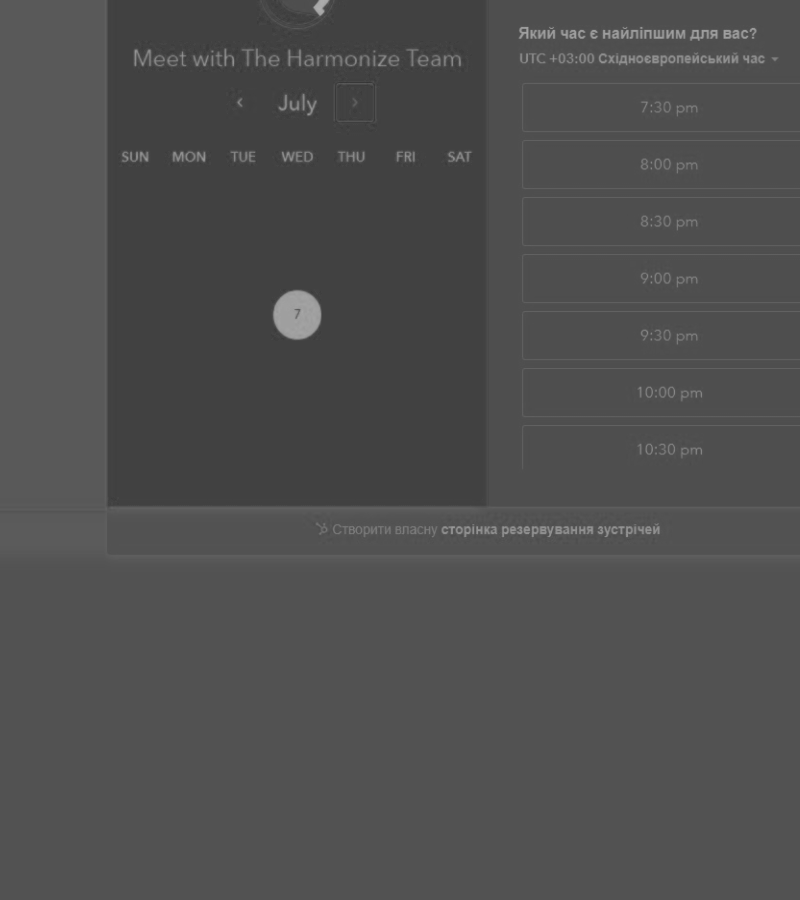 Meet with The Harmonize Team
July
SUN MON TUE WED THU FRI SAT
7
Який час є найліпшим для вас?
UTC +03:00 Східноєвропейський час
7:30 pm
8:00 pm
8:30 pm
9:00 pm
9:30 pm
10:00 pm
10:30 pm
Створити власну сторінка резервування зустрічей